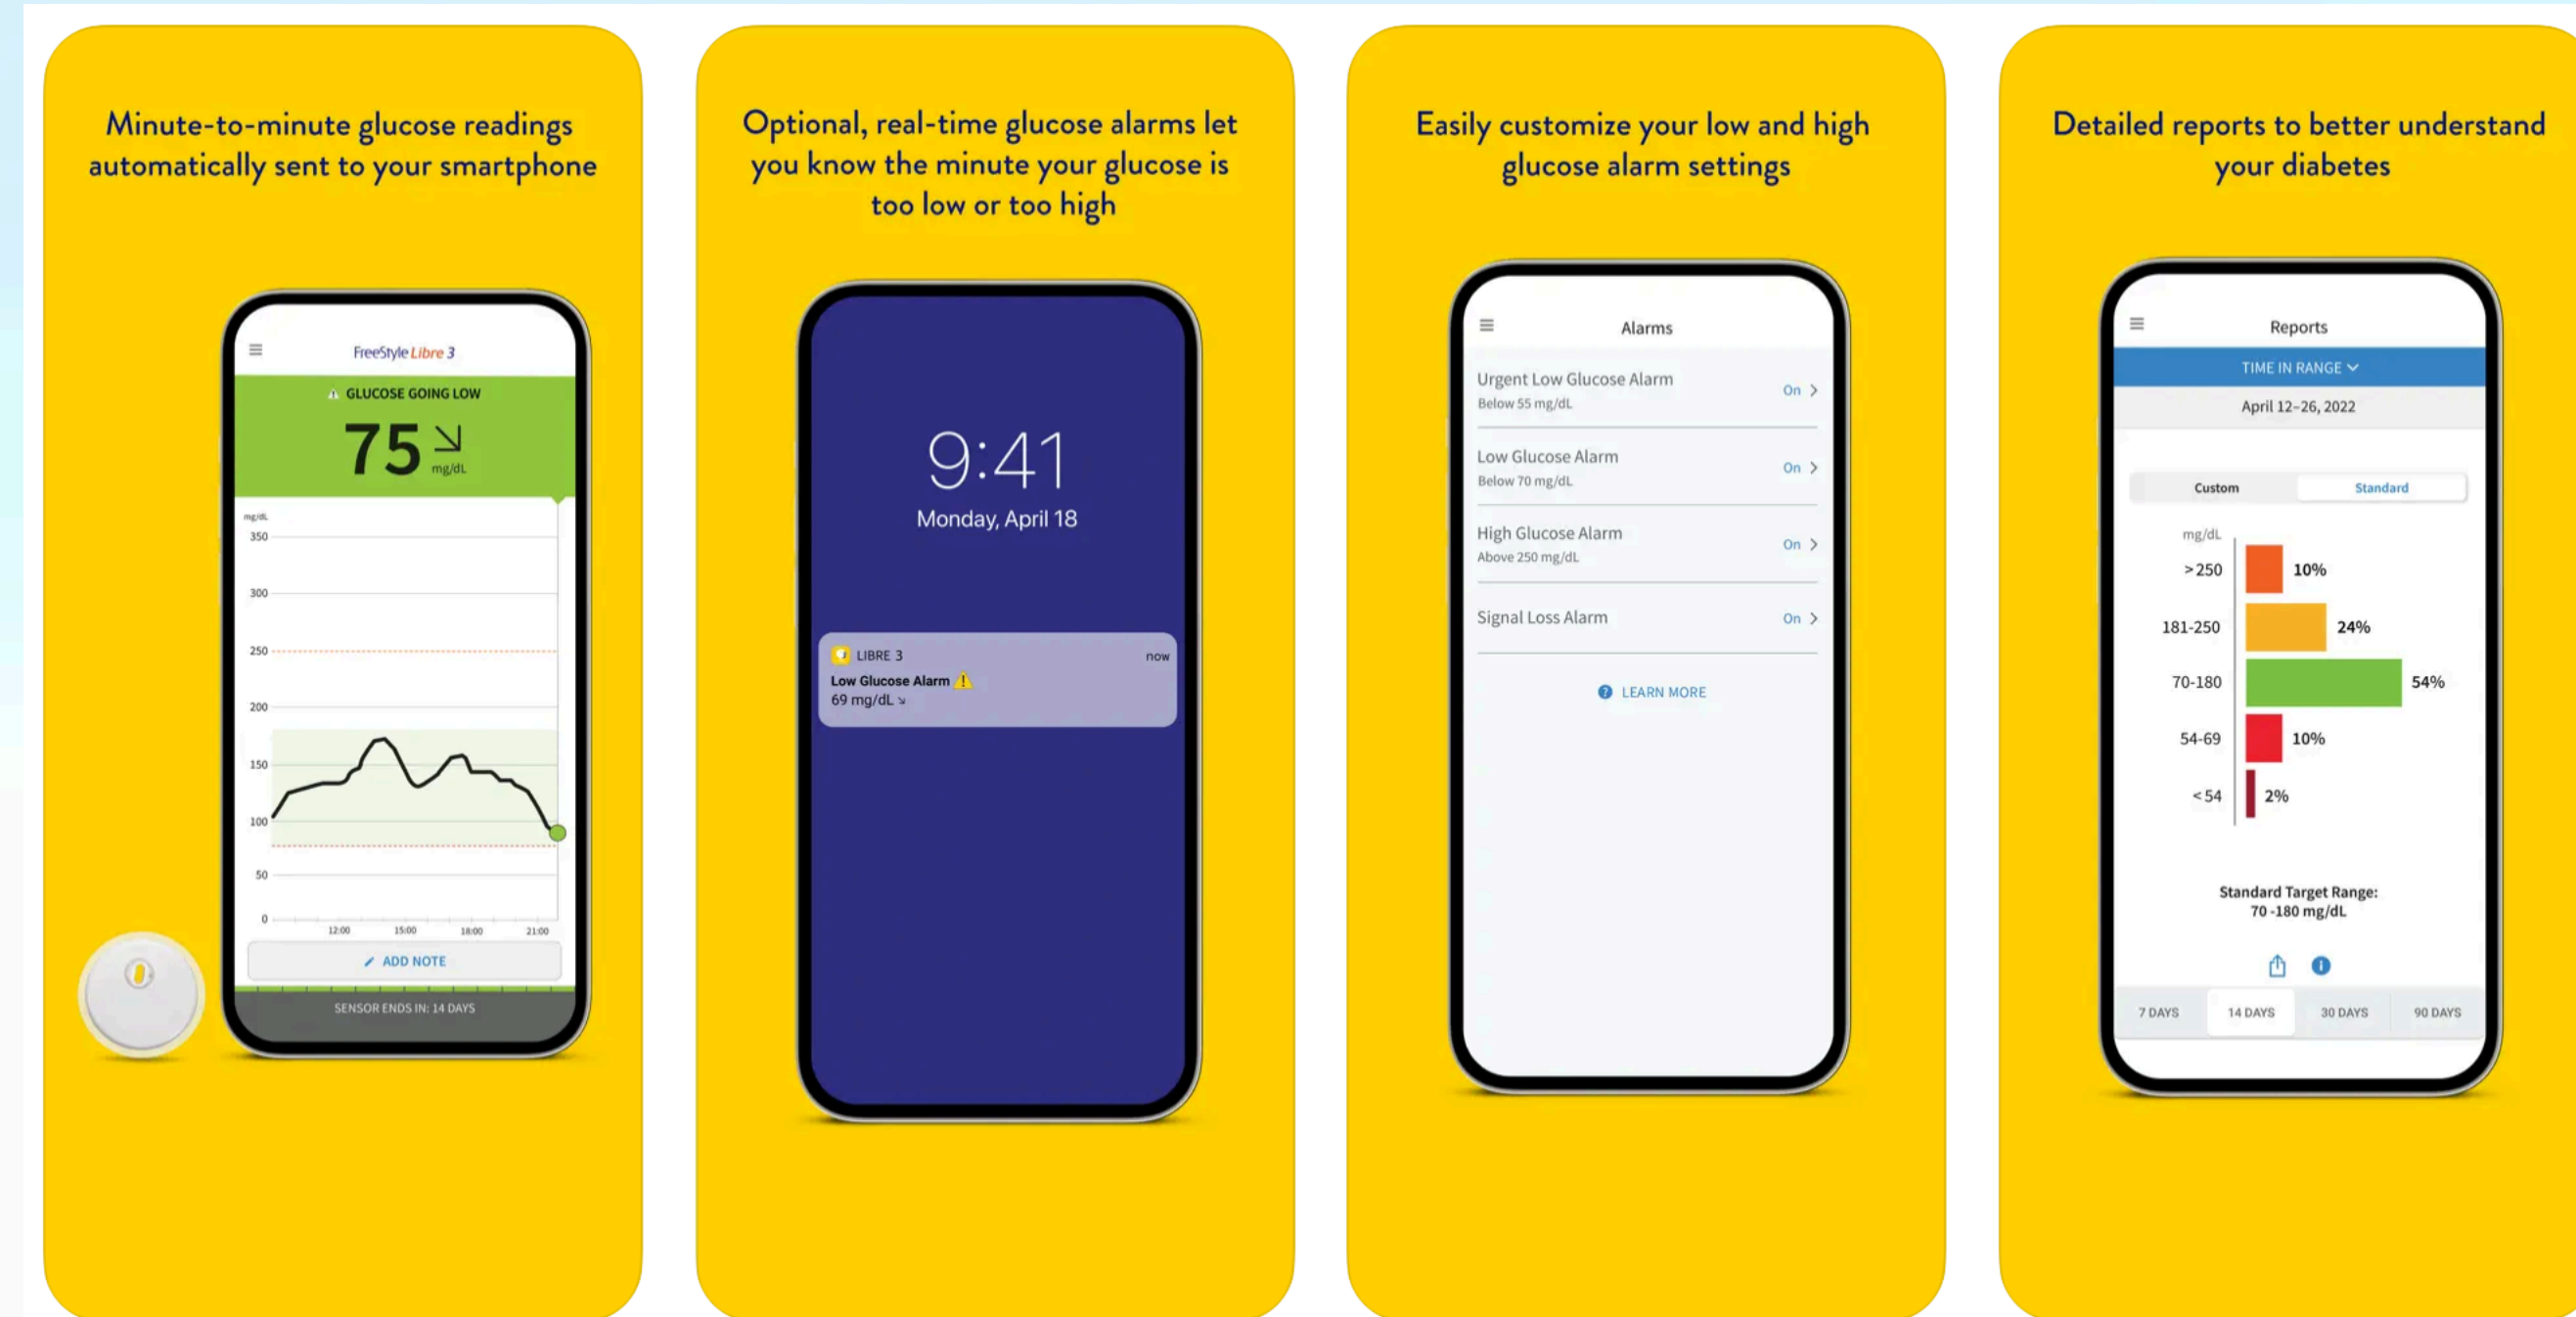 Minute-to-minute glucose readings
automatically sent to your smartphone
FreeStyle Libre 3
GLUCOSE GOING LOW
75
mg/dL
mg/dL
350
300
250
200
150
100
50
0
12:00 15:00 18:00 21:00
ADD NOTE
SENSOR ENDS IN: 14 DAYS
Optional, real-time glucose alarms let
you know the minute your glucose is
too low or too high
9:41
Monday, April 18
LIBRE 3 now
Low Glucose Alarm
69 mg/dL
Easily customize your low and high
glucose alarm settings
Alarms
Urgent Low Glucose Alarm
Below 55 mg/dL
On
Low Glucose Alarm
Below 70 mg/dL
On
High Glucose Alarm
Above 250 mg/dL
On
Signal Loss Alarm On
? LEARN MORE
Detailed reports to better understand
your diabetes
Reports
TIME IN RANGE
April 12–26, 2022
Custom Standard
mg/dL
>250 10%
181-250 24%
70-180 54%
54-69 10%
<54 2%
Standard Target Range:
70 -180 mg/dL
i
7 DAYS 14 DAYS 30 DAYS 90 DAYS